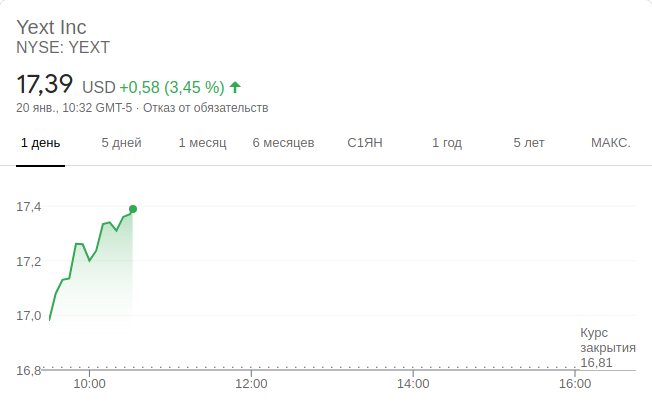 Yext Inc
NYSE: YEXT
17,39 USD +0,58 (3,45 %)
20 янв., 10:32 GMT-5 · Отказ от обязательств
1 день 5 дней 1 месяц 6 месяцев С1ЯН 1 год 5 лет МАКС.
17,4
17,2
17,0
16,8
Курс
закрытия
16,81
10:00 12:00 14:00 16:00